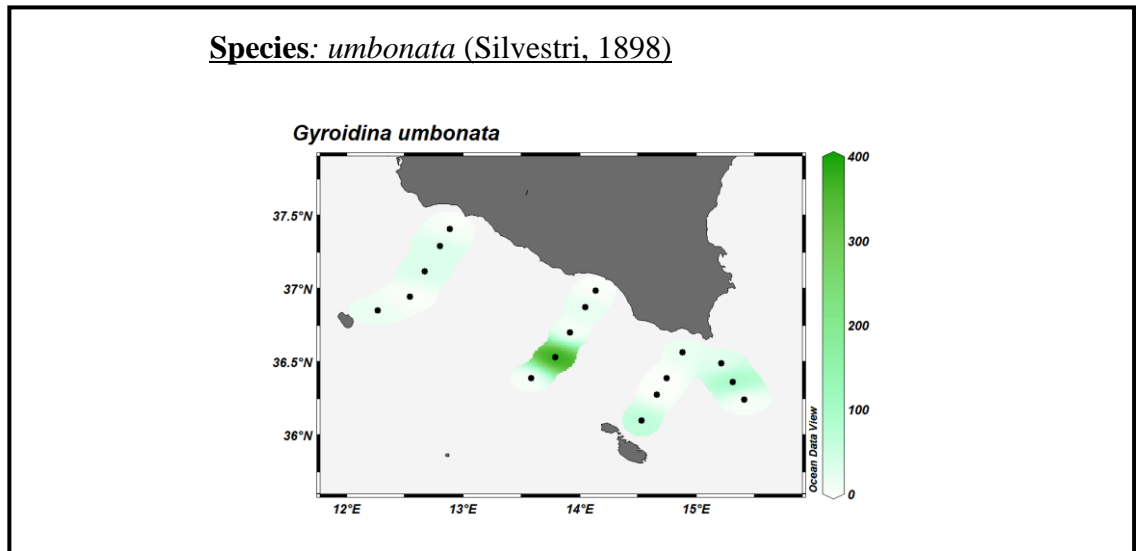 Species: umbonata (Silvestri, 1898)
Gyroidina umbonata
37.5°N
37°N
36.5°N
36°N
12°E
13°E
14°E
15°E
400
300
200
100
0
Ocean Data View